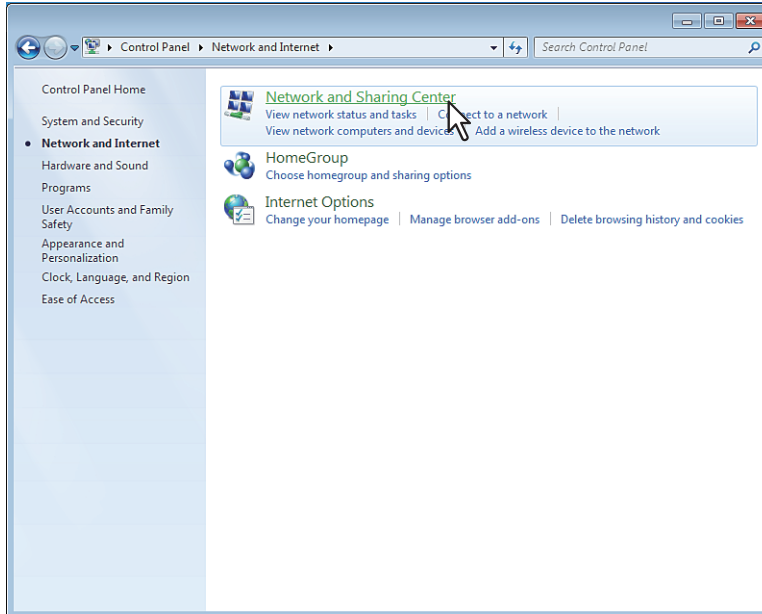 Control Panel Network and Internet Search Control Panel
Control Panel Home
System and Security
Network and Internet
Hardware and Sound
Programs
User Accounts and Family
Safety
Appearance and
Personalization
Clock, Language, and Region
Ease of Access
Network and Sharing Center
View network status and tasks Connect to a network
View network computers and devices Add a wireless device to the network
HomeGroup
Choose homegroup and sharing options
Internet Options
Change your homepage Manage browser add-ons Delete browsing history and cookies